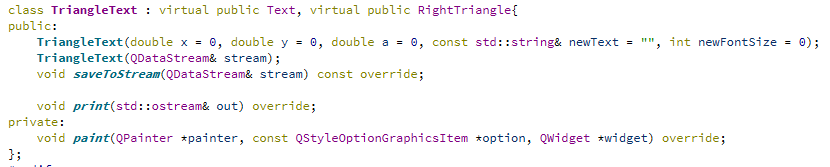 class TriangleText : virtual public Text, virtual public RightTriangle{
public:
    TriangleText(double x = 0, double y = 0, double a = 0, const std::string& newText = "", int newFontSize = 0);
    TriangleText(QDataStream& stream);
    void saveToStream(QDataStream& stream) const override;

    void print(std::ostream& out) override;
private:
    void paint(QPainter *painter, const QStyleOptionGraphicsItem *option, QWidget *widget) override;
};